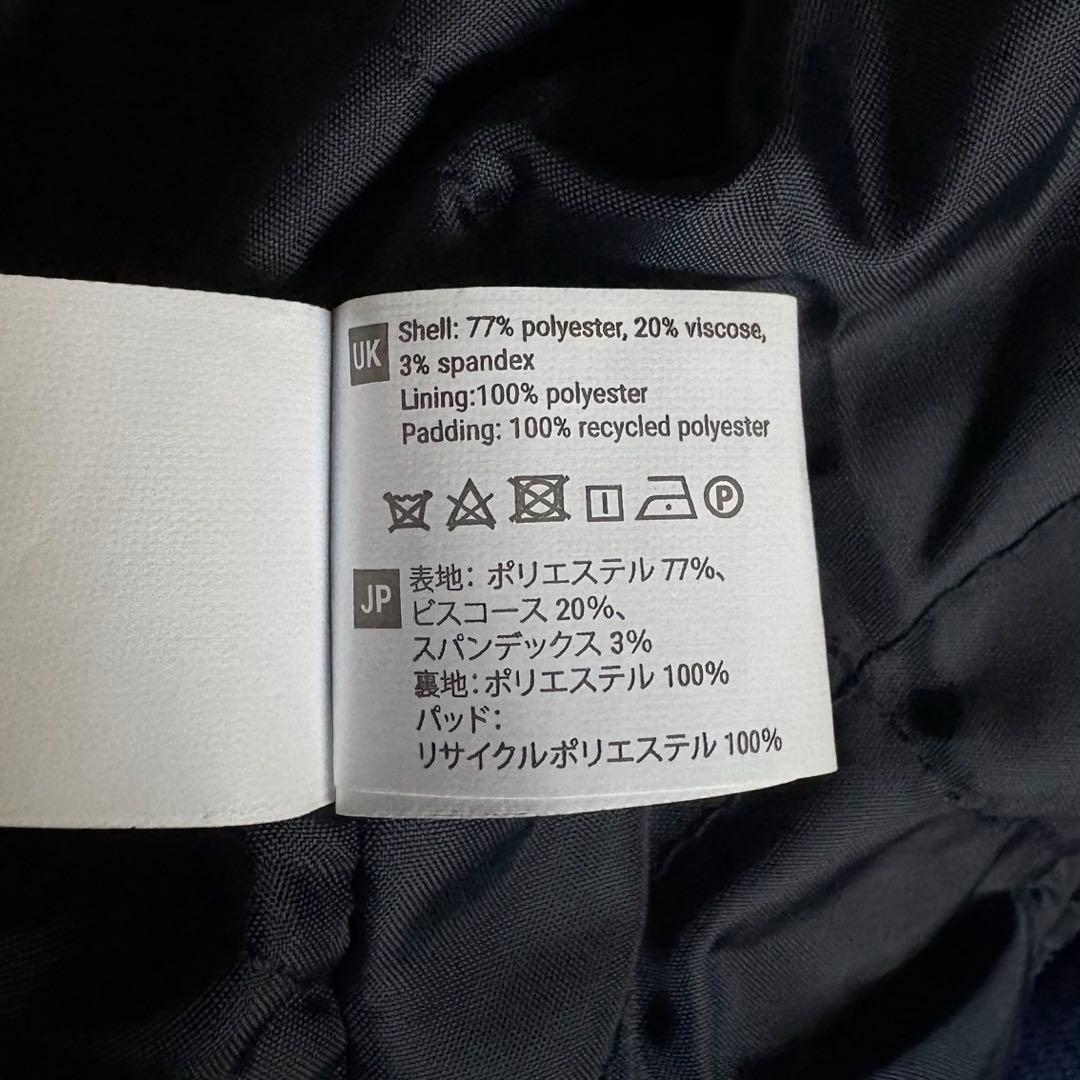 UK
Shell: 77% polyester, 20% viscose,
3% spandex
Lining:100% polyester
Padding: 100% recycled polyester
P
JP
表地: ポリエステル 77%、
ビスコース 20%、
スパンデックス 3%
裏地:ポリエステル 100%
パッド:
リサイクルポリエステル 100%